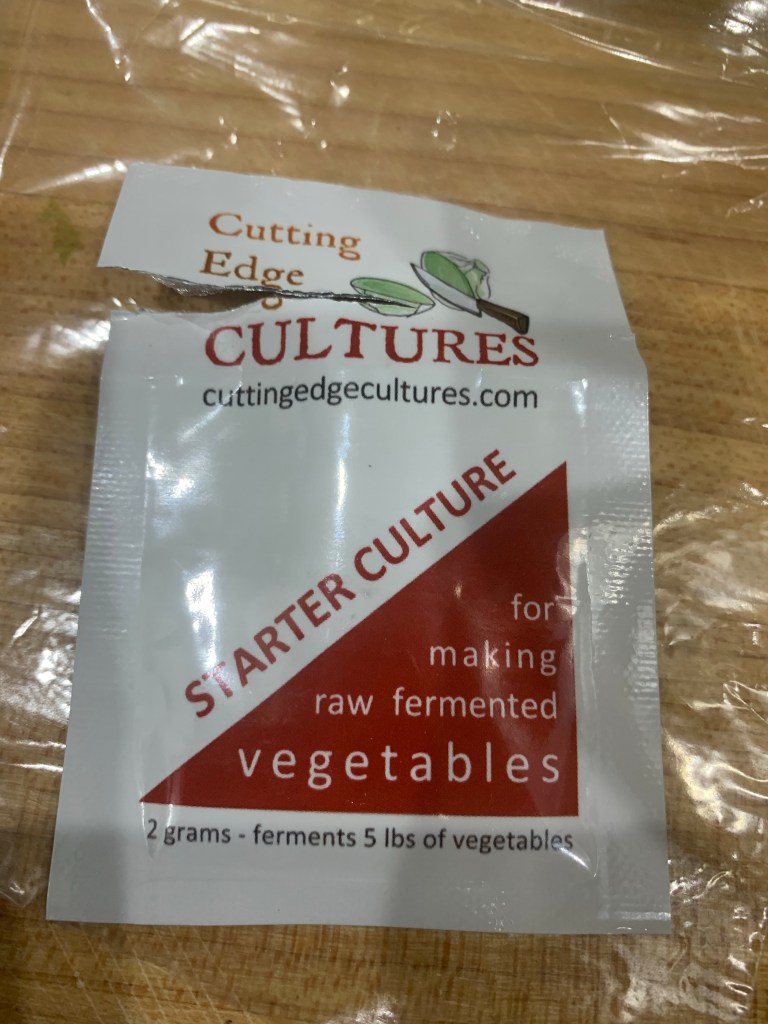 Cutting
Edge
CULTURES
cuttingedgecultures.com
STARTER CULTURE
for
making
raw fermented
vegetables
2 grams - ferments 5 lbs of vegetables